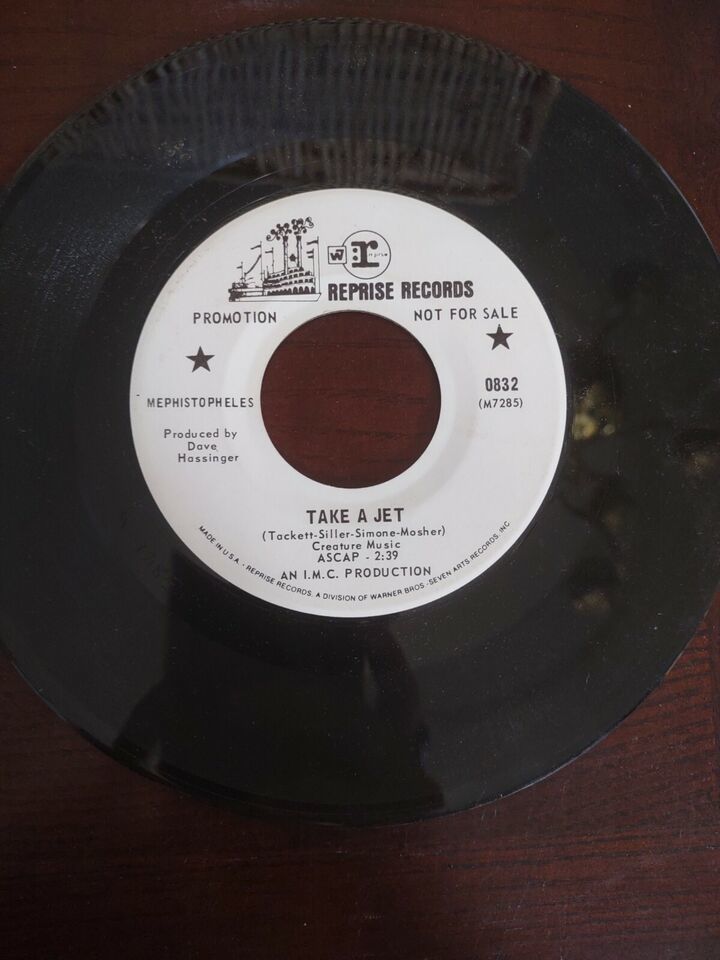 W7 r: reprise
REPRISE RECORDS
PROMOTION NOT FOR SALE
MEPHISTOPHELES
0832
(M7285)
Produced by
Dave
Hassinger
TAKE A JET
(Tackett-Siller-Simone-Mosher)
Creature Music
ASCAP - 2:39
AN I.M.C. PRODUCTION
MADE IN U.S.A. · REPRISE RECORDS, A DIVISION OF WARNER BROS.-SEVEN ARTS RECORDS, INC